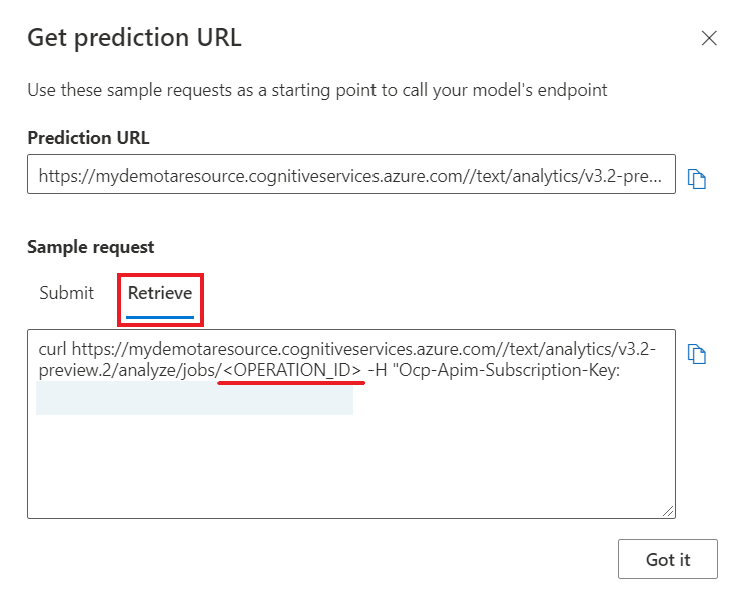 Get prediction URL
Use these sample requests as a starting point to call your model's endpoint
Prediction URL
https://mydemotaresource.cognitiveservices.azure.com//text/analytics/v3.2-pre...
Sample request
Submit Retrieve
curl https://mydemotaresource.cognitiveservices.azure.com//text/analytics/v3.2-
preview.2/analyze/jobs/<OPERATION_ID> -H "Ocp-Apim-Subscription-Key:
Got it